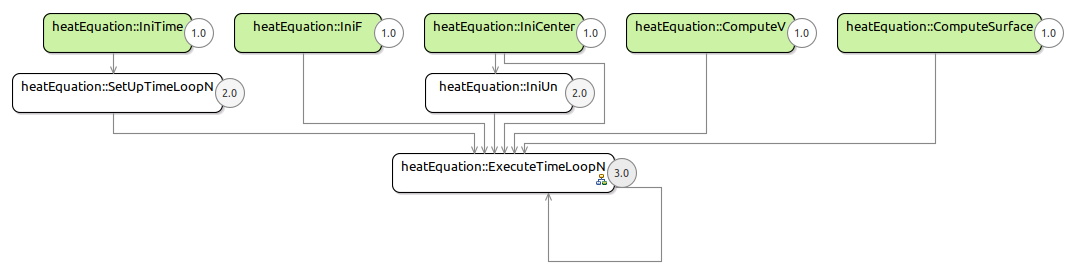 heatEquation::IniTime 1.0
heatEquation::IniF 1.0
heatEquation::IniCenter 1.0
heatEquation::ComputeV 1.0
heatEquation::ComputeSurface 1.0
heatEquation::SetUpTimeLoopN 2.0
heatEquation::IniUn 2.0
heatEquation::ExecuteTimeLoopN 3.0